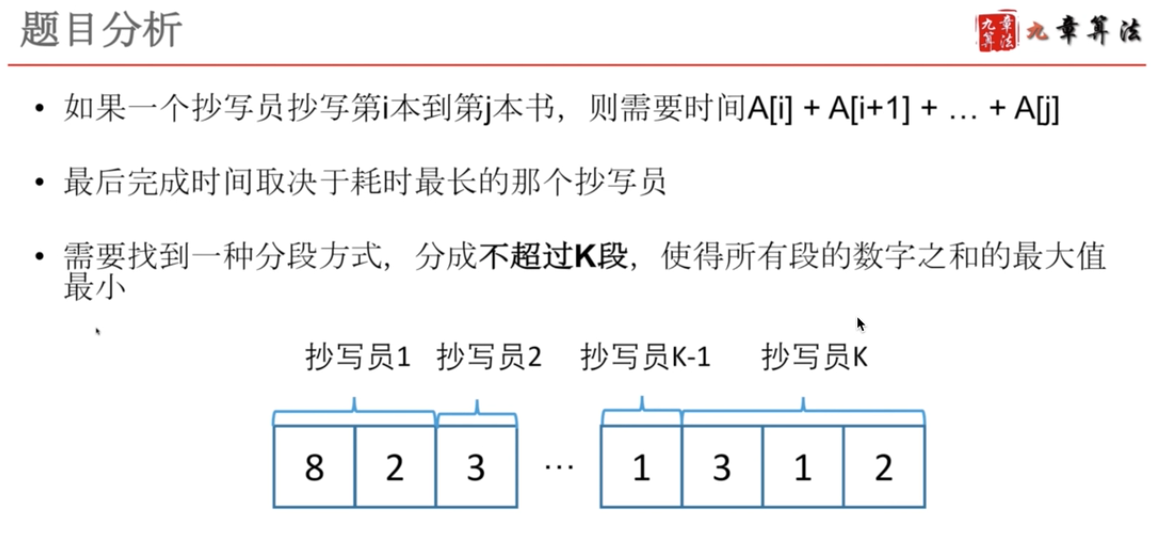 题目分析
九章算法
九章算法
• 如果一个抄写员抄写第i本到第j本书，则需要时间A[i] + A[i+1] + … + A[j]
• 最后完成时间取决于耗时最长的那个抄写员
• 需要找到一种分段方式，分成不超过K段，使得所有段的数字之和的最大值
最小
抄写员1 抄写员2 抄写员K-1 抄写员K
8 2 3 … 1 3 1 2